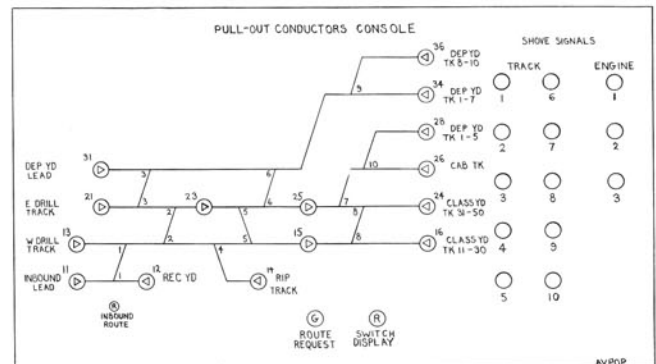 PULL-OUT CONDUCTORS CONSOLE
SHOVE SIGNALS
TRACK ENGINE
36 DEP YD
TK 8-10
34 DEP YD
TK 1-7
28 DEP YD
TK 1-5
26 CAB TK
24 CLASS YD
TK 31-50
16 CLASS YD
TK 11-30
9
10
31
DEP YD
LEAD
3 6
21
E DRILL
TRACK
3 23 6 25 7 8
2 5
13
W DRILL
TRACK
2 5 15 8
1 4
11
INBOUND
LEAD
1 12 REC YD
14 RIP
TRACK
R
INBOUND
ROUTE
G
ROUTE
REQUEST
R
SWITCH
DISPLAY
1 6 1
2 7 2
3 8 3
4 9
5 10